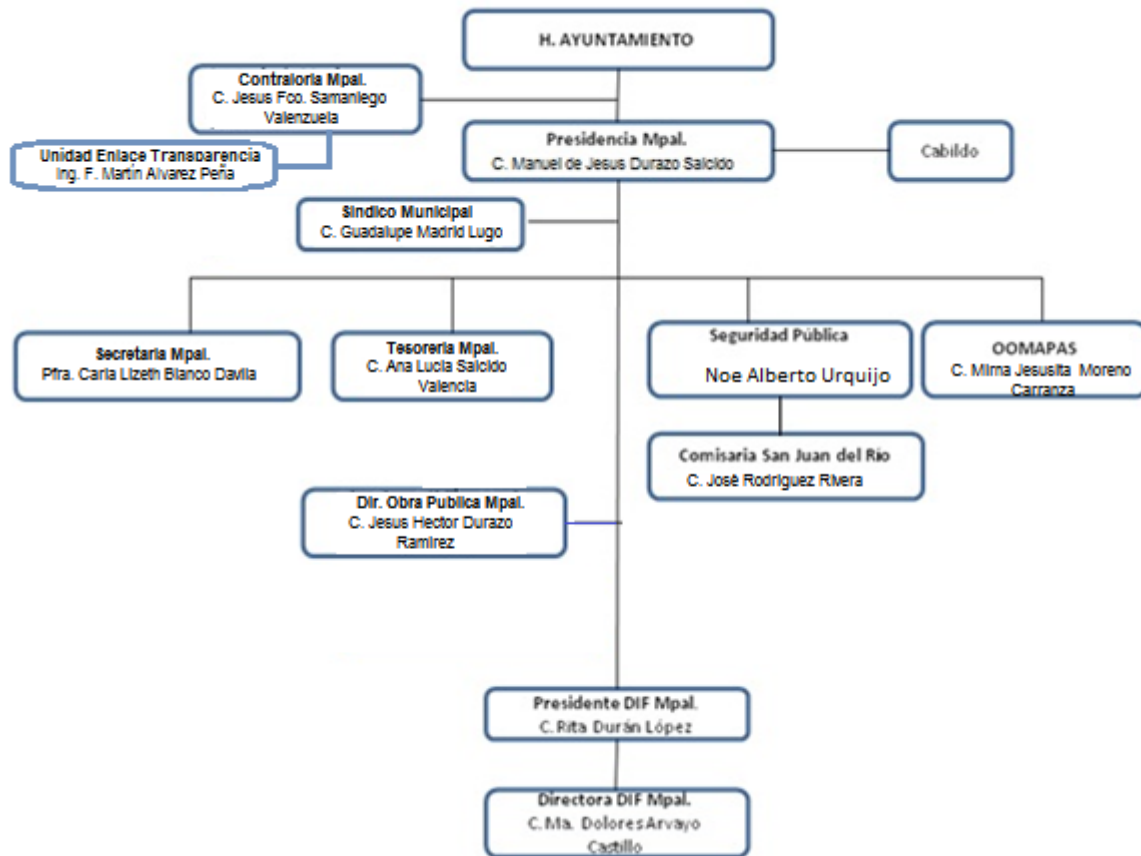 H. AYUNTAMIENTO
Contraloria Mpal.
C. Jesus Fco. Samaniego
Valenzuela
Presidencia Mpal.
C. Manuel de Jesus Durazo Salcido
Cabildo
Unidad Enlace Transparencia
Ing. F. Martín Alvarez Peña
Sindico Municipal
C. Guadalupe Madrid Lugo
Secretaria Mpal.
Pfra. Carla Lizeth Blanco Davila
Tesoreria Mpal.
C. Ana Lucia Salcido
Valencia
Seguridad Pública
Noe Alberto Urquijo
OOMAPAS
C. Mirna Jesusita Moreno
Carranza
Comisaria San Juan del Río
C. José Rodriguez Rivera
Dir. Obra Publica Mpal.
C. Jesus Hector Durazo
Ramirez
Presidente DIF Mpal.
C. Rita Durán López
Directora DIF Mpal.
C. Ma. Dolores Arvayo
Castillo